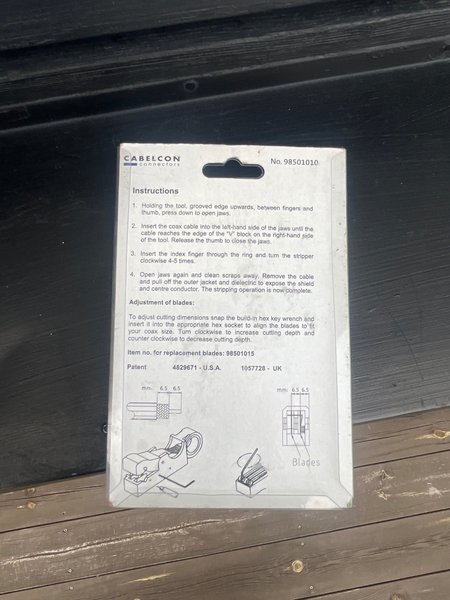 CABELCON
connectors
No. 98501010
Instructions
1. Holding the tool, grooved edge upwards, between fingers and
thumb, press down to open jaws.
2. Insert the coax cable into the left-hand side of the jaws until the
cable reaches the edge of the "V" block on the right-hand side
of the tool. Release the thumb to close the jaws.
3. Insert the index finger through the ring and turn the stripper
clockwise 4-5 times.
4. Open jaws again and clean scraps away. Remove the cable
and pull off the outer jacket and dielectric to expose the shield
and centre conductor. The stripping operation is now complete.
Adjustment of blades:
To adjust cutting dimensions snap the build-in hex key wrench and
insert it into the appropriate hex socket to align the blades to fit
your coax size. Turn clockwise to increase cutting depth and
counter clockwise to decrease cutting depth.
Item no. for replacement blades: 98501015
Patent 4829671 - U.S.A. 1057728 - UK
mm: 6.5 6.5
mm: 6.5 6.5
Blades